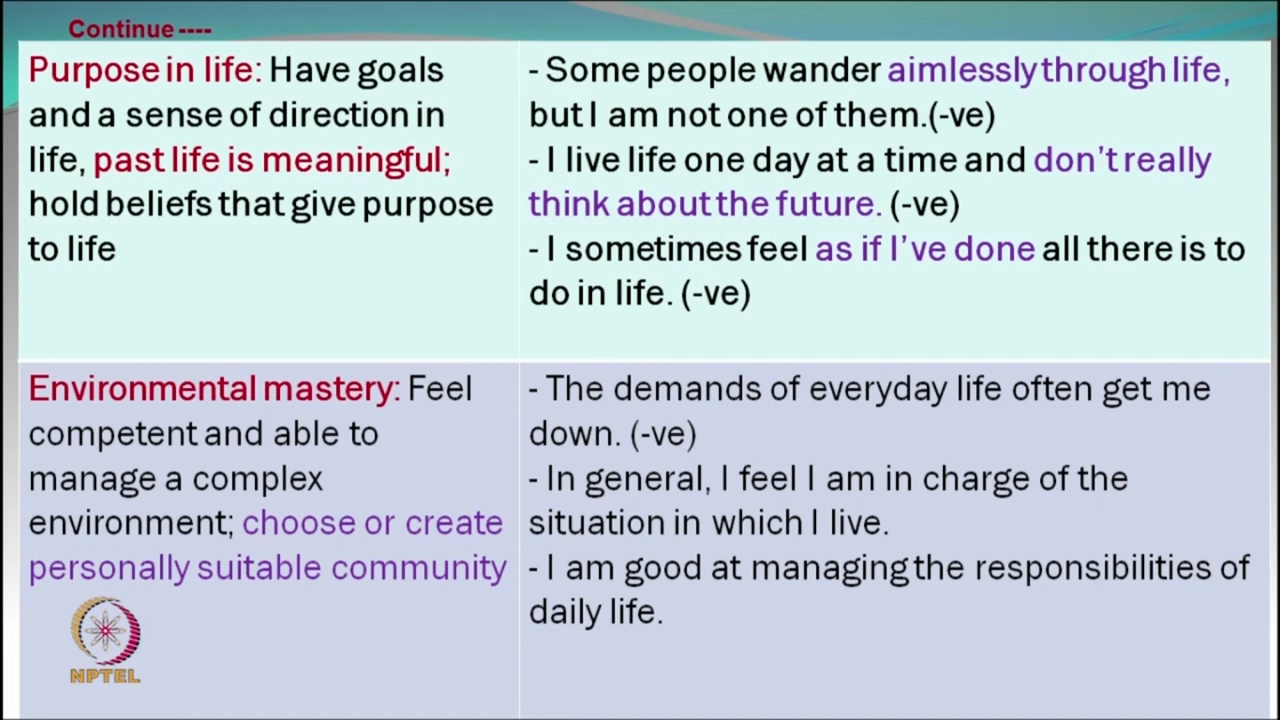 Continue ----
Purpose in life: Have goals
and a sense of direction in
life, past life is meaningful;
hold beliefs that give purpose
to life
- Some people wander aimlessly through life,
but I am not one of them.(-ve)
- I live life one day at a time and don't really
think about the future. (-ve)
- I sometimes feel as if I've done all there is to
do in life. (-ve)
Environmental mastery: Feel
competent and able to
manage a complex
environment; choose or create
personally suitable community
- The demands of everyday life often get me
down. (-ve)
- In general, I feel I am in charge of the
situation in which I live.
- I am good at managing the responsibilities of
daily life.
NPTEL